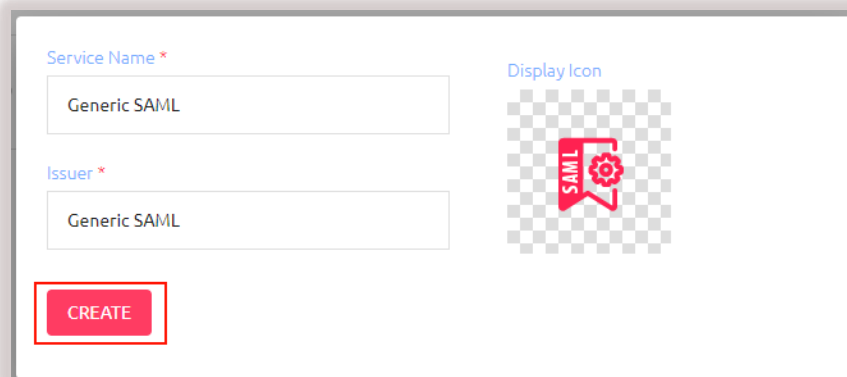 Service Name *
Generic SAML
Issuer *
Generic SAML
CREATE
Display Icon
SAML